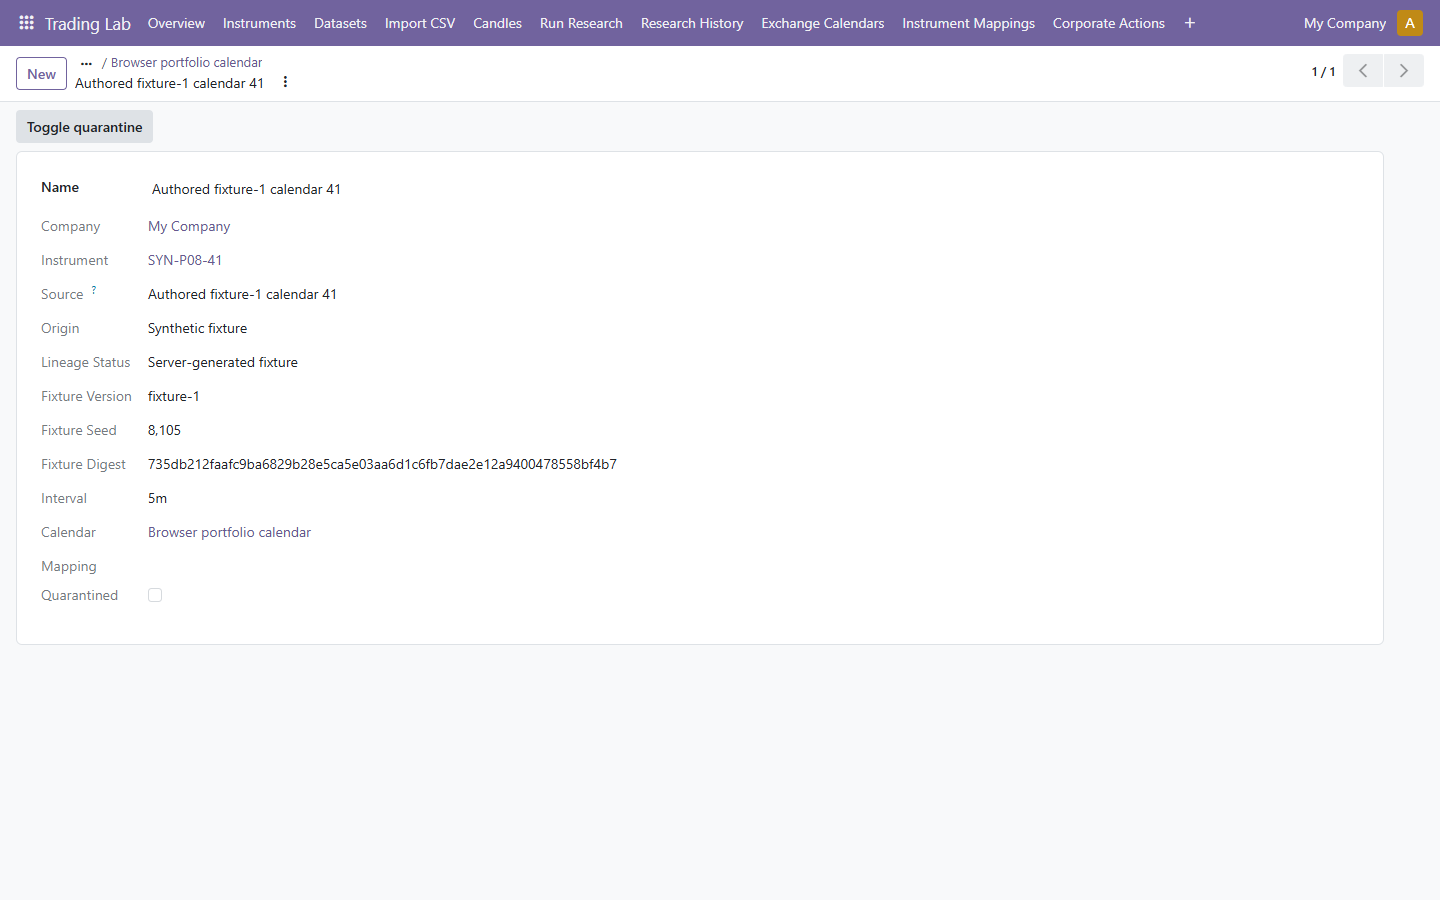 Trading Lab Overview Instruments Datasets Import CSV Candles Run Research Research History Exchange Calendars Instrument Mappings Corporate Actions + My Company A
New
... / Browser portfolio calendar
Authored fixture-1 calendar 41
1 / 1
Toggle quarantine
Name Authored fixture-1 calendar 41
Company My Company
Instrument SYN-P08-41
Source ? Authored fixture-1 calendar 41
Origin Synthetic fixture
Lineage Status Server-generated fixture
Fixture Version fixture-1
Fixture Seed 8,105
Fixture Digest 735db212faafc9ba6829b28e5ca5e03aa6d1c6fb7dae2e12a9400478558bf4b7
Interval 5m
Calendar Browser portfolio calendar
Mapping
Quarantined